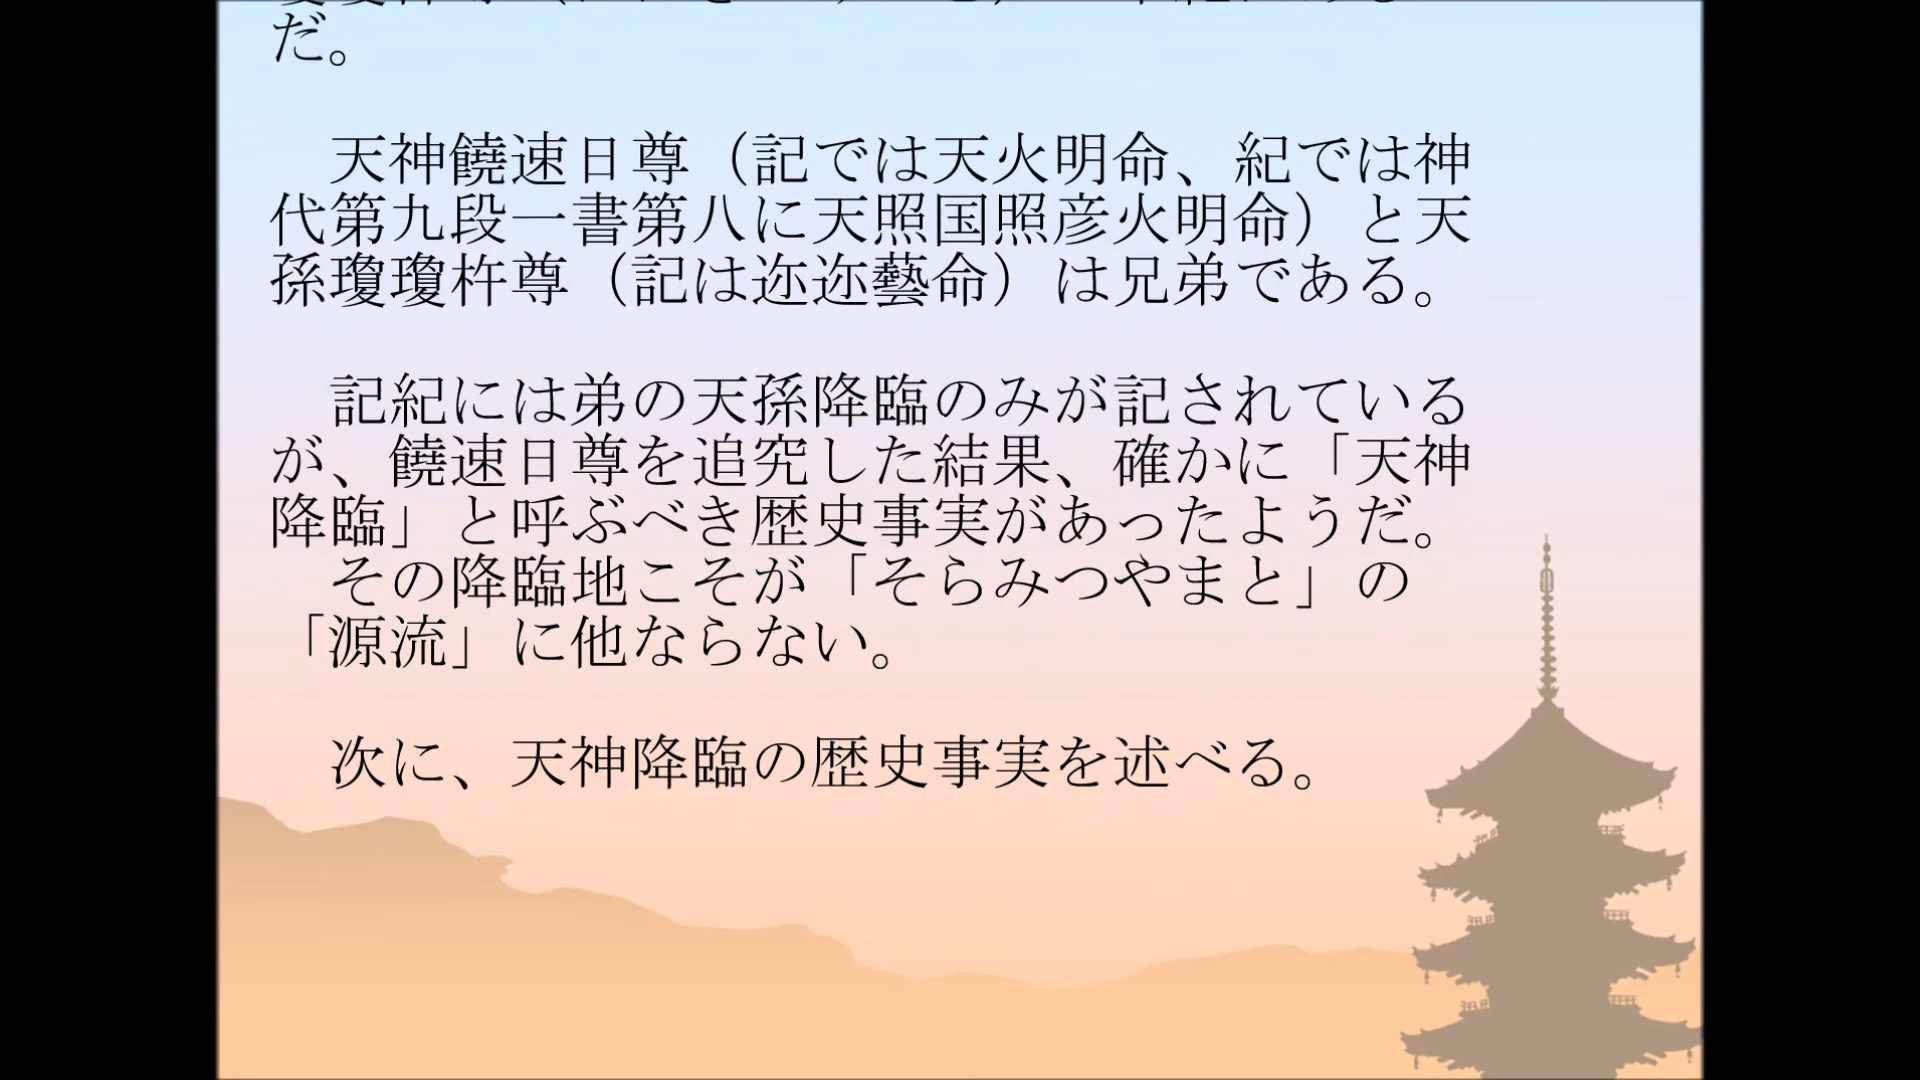 だ。
天神饒速日尊（記では天火明命、紀では神
代第九段一書第八に天照国照彦火明命）と天
孫瓊瓊杵尊（記は迩迩藝命）は兄弟である。
記紀には弟の天孫降臨のみが記されている
が、饒速日尊を追究した結果、確かに「天神
降臨」と呼ぶべき歴史事実があったようだ。
その降臨地こそが「そらみつやまと」の
「源流」に他ならない。
次に、天神降臨の歴史事実を述べる。